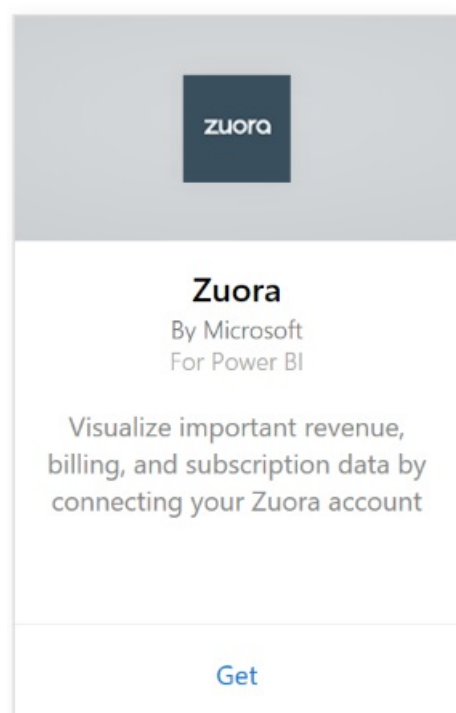 zuora
Zuora
By Microsoft
For Power BI
Visualize important revenue,
billing, and subscription data by
connecting your Zuora account
Get